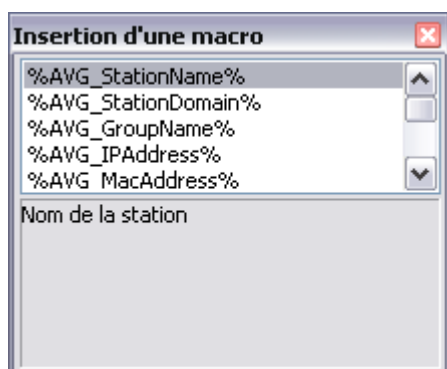 Insertion d'une macro
%AVG_StationName%
%AVG_StationDomain%
%AVG_GroupName%
%AVG_IPAddress%
%AVG_MacAddress%
Nom de la station